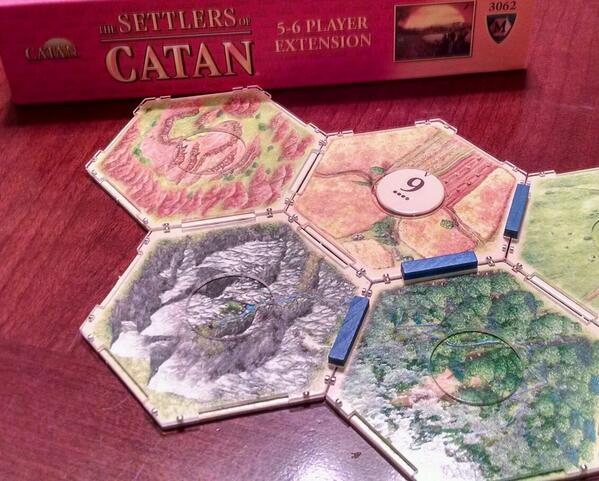 CATAN
THE SETTLERS OF
CATAN
5-6 PLAYER
EXTENSION
3062
M
9